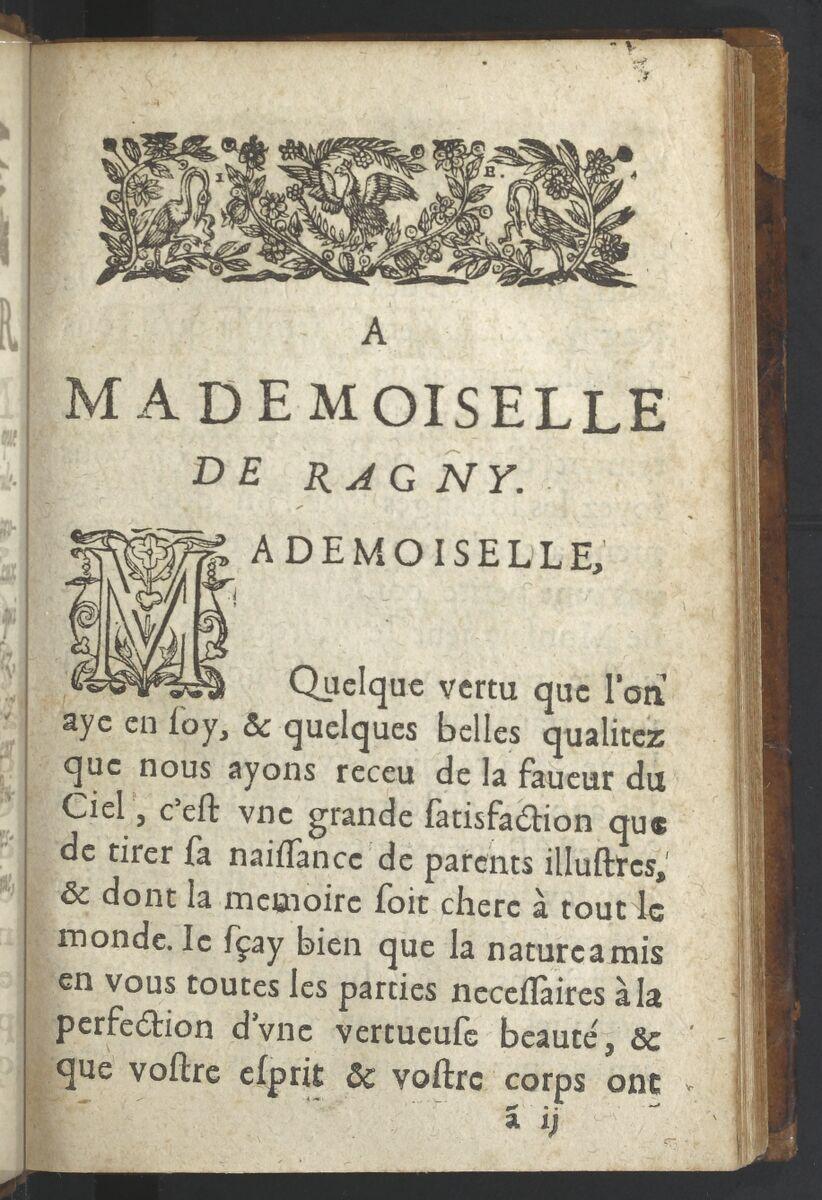 I R.
A
MADEMOISELLE
DE RAGNY.
MADEMOISELLE,
Quelque vertu que l'on
aye en ſoy, & quelques belles qualitez
que nous ayons receu de la faueur du
Ciel, c'eſt vne grande ſatisfaction que
de tirer ſa naiſſance de parents illuſtres,
& dont la memoire ſoit chere à tout le
monde. Ie ſçay bien que la nature a mis
en vous toutes les parties neceſſaires à la
perfection d'vne vertueuſe beauté, &
que voſtre eſprit & voſtre corps ont
ã ij